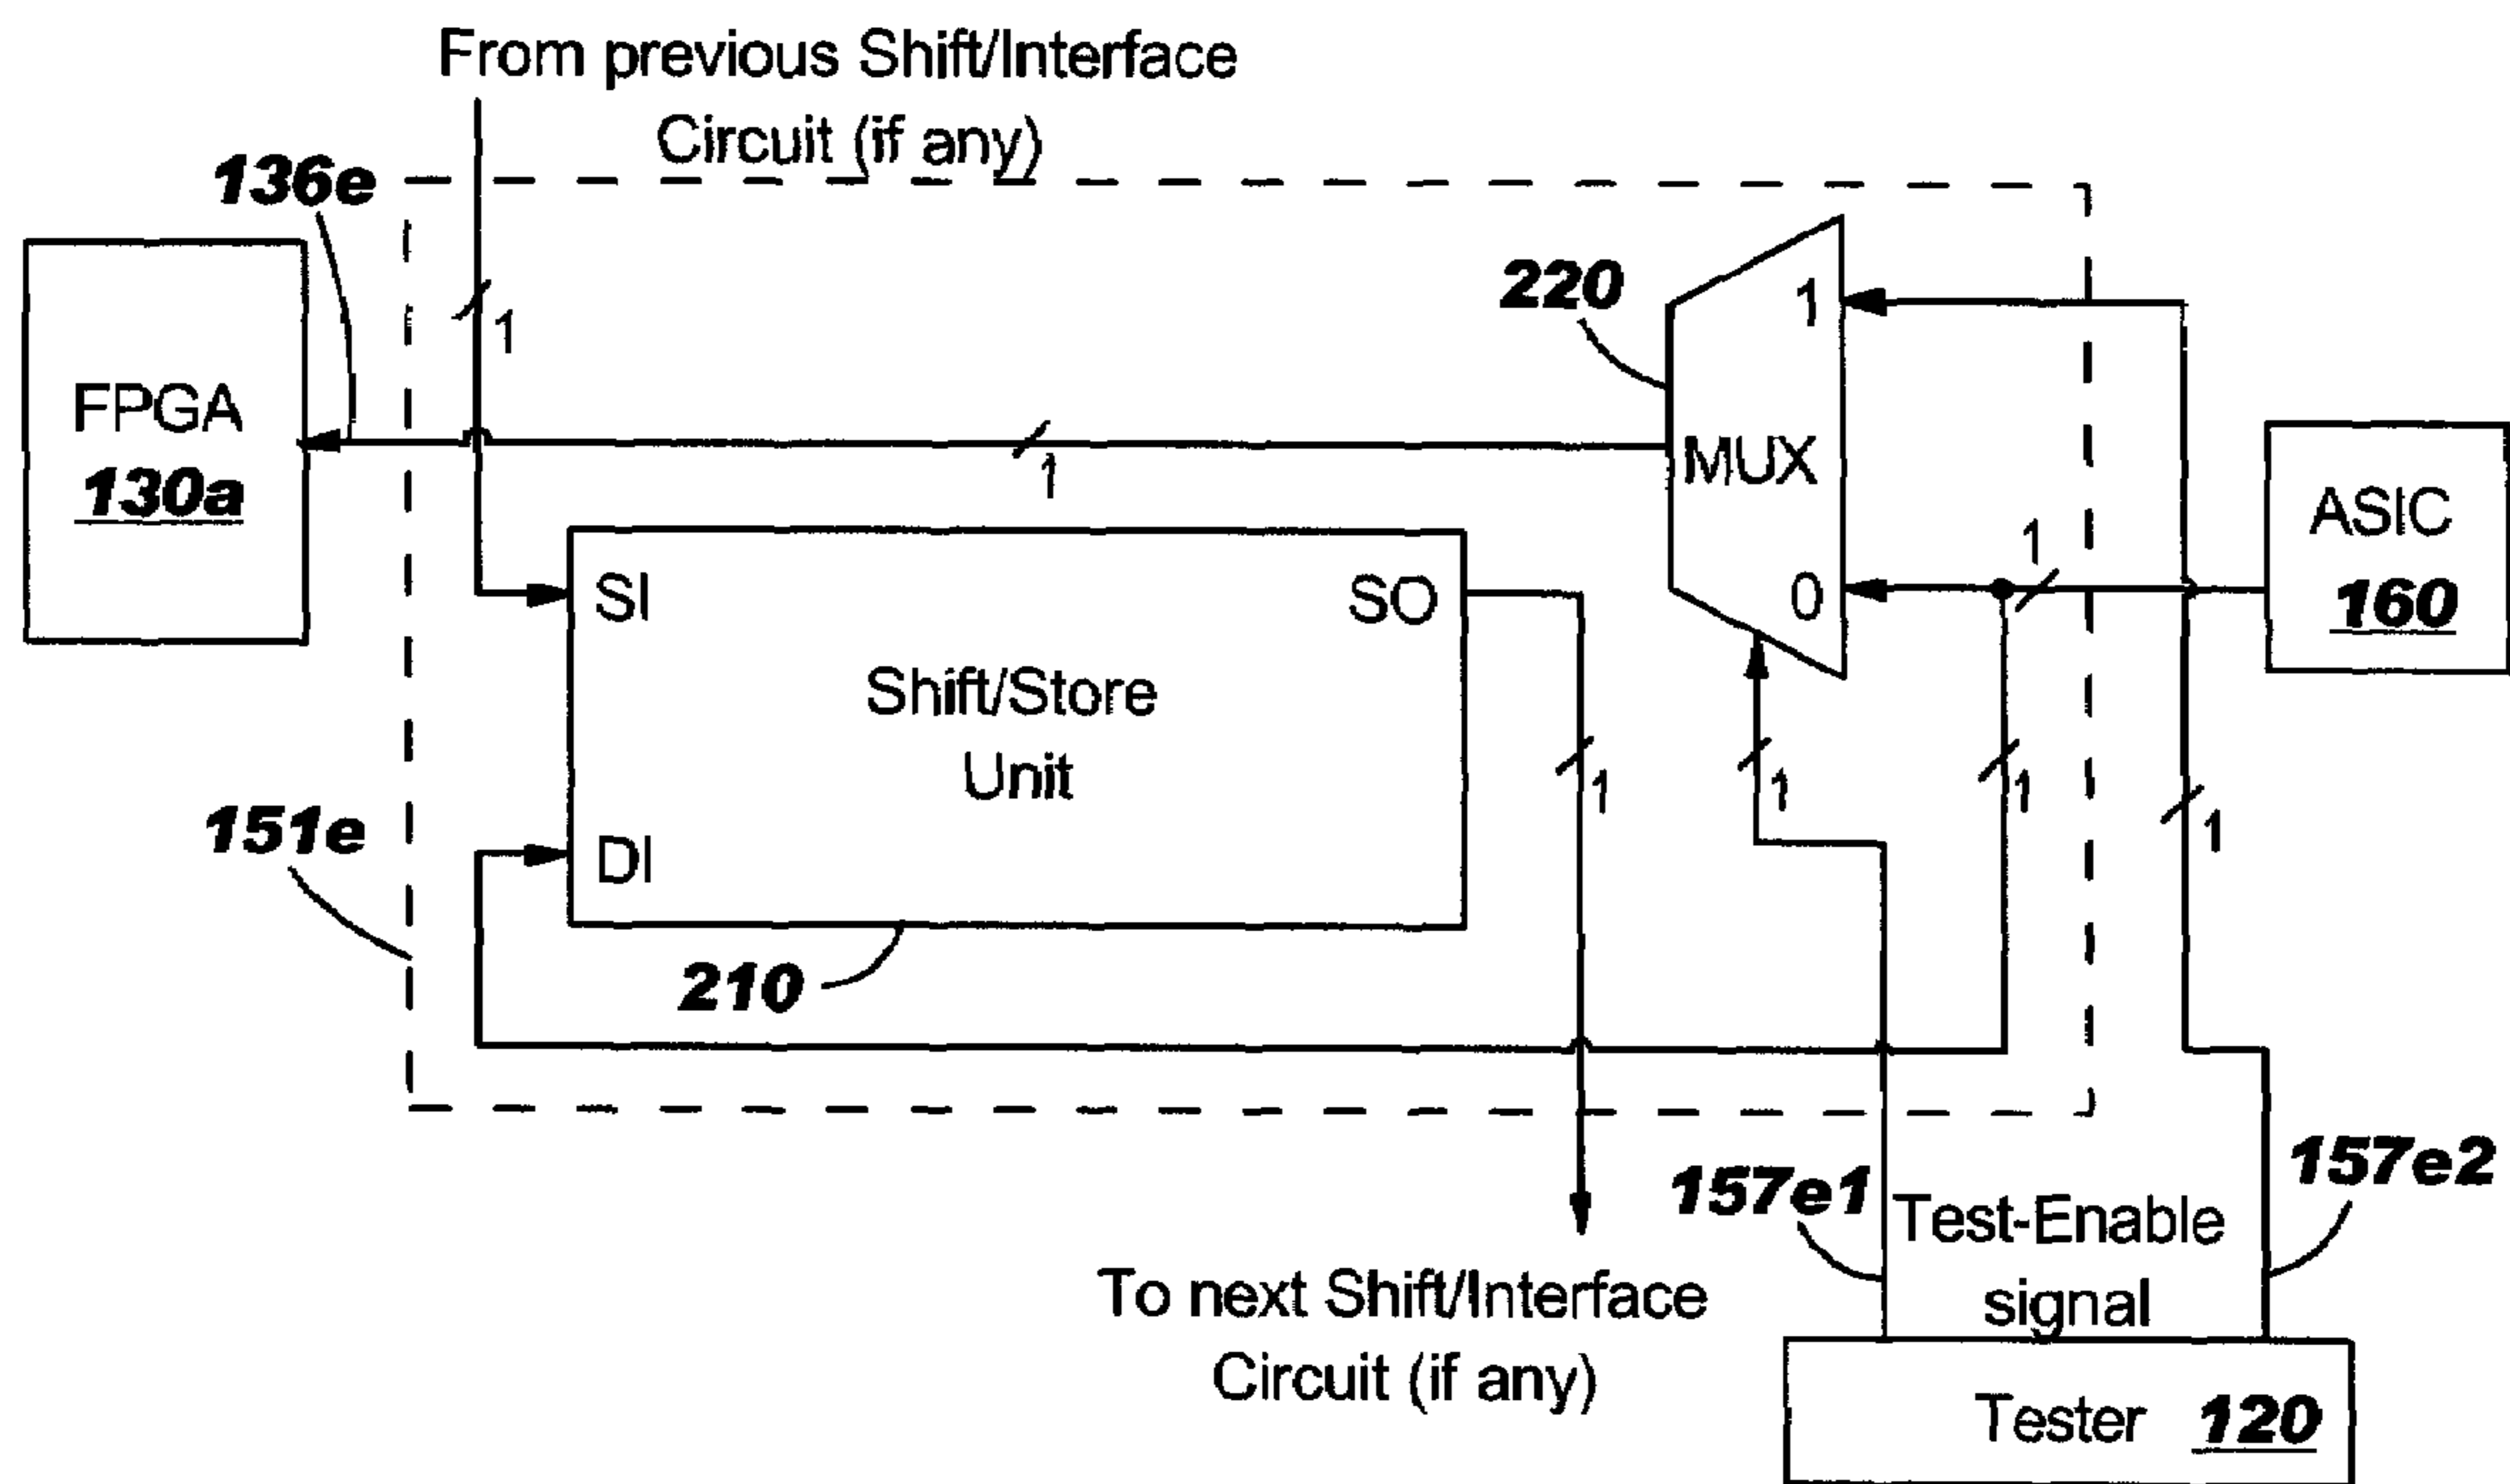 From previous Shift/Interface
Circuit (if any)
136e
1
220
1
FPGA
130a
1
MUX
ASIC
160
1
SI
SO
0
Shift/Store
Unit
1
1
1
1
151e
DI
210
157e1
Test-Enable
signal
157e2
To next Shift/Interface
Circuit (if any)
Tester 120